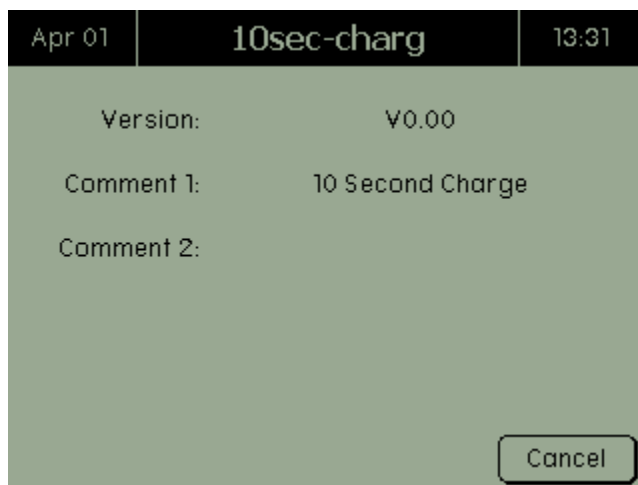 Apr 01 10sec-charg 13:31
Version: V0.00
Comment 1: 10 Second Charge
Comment 2:
Cancel